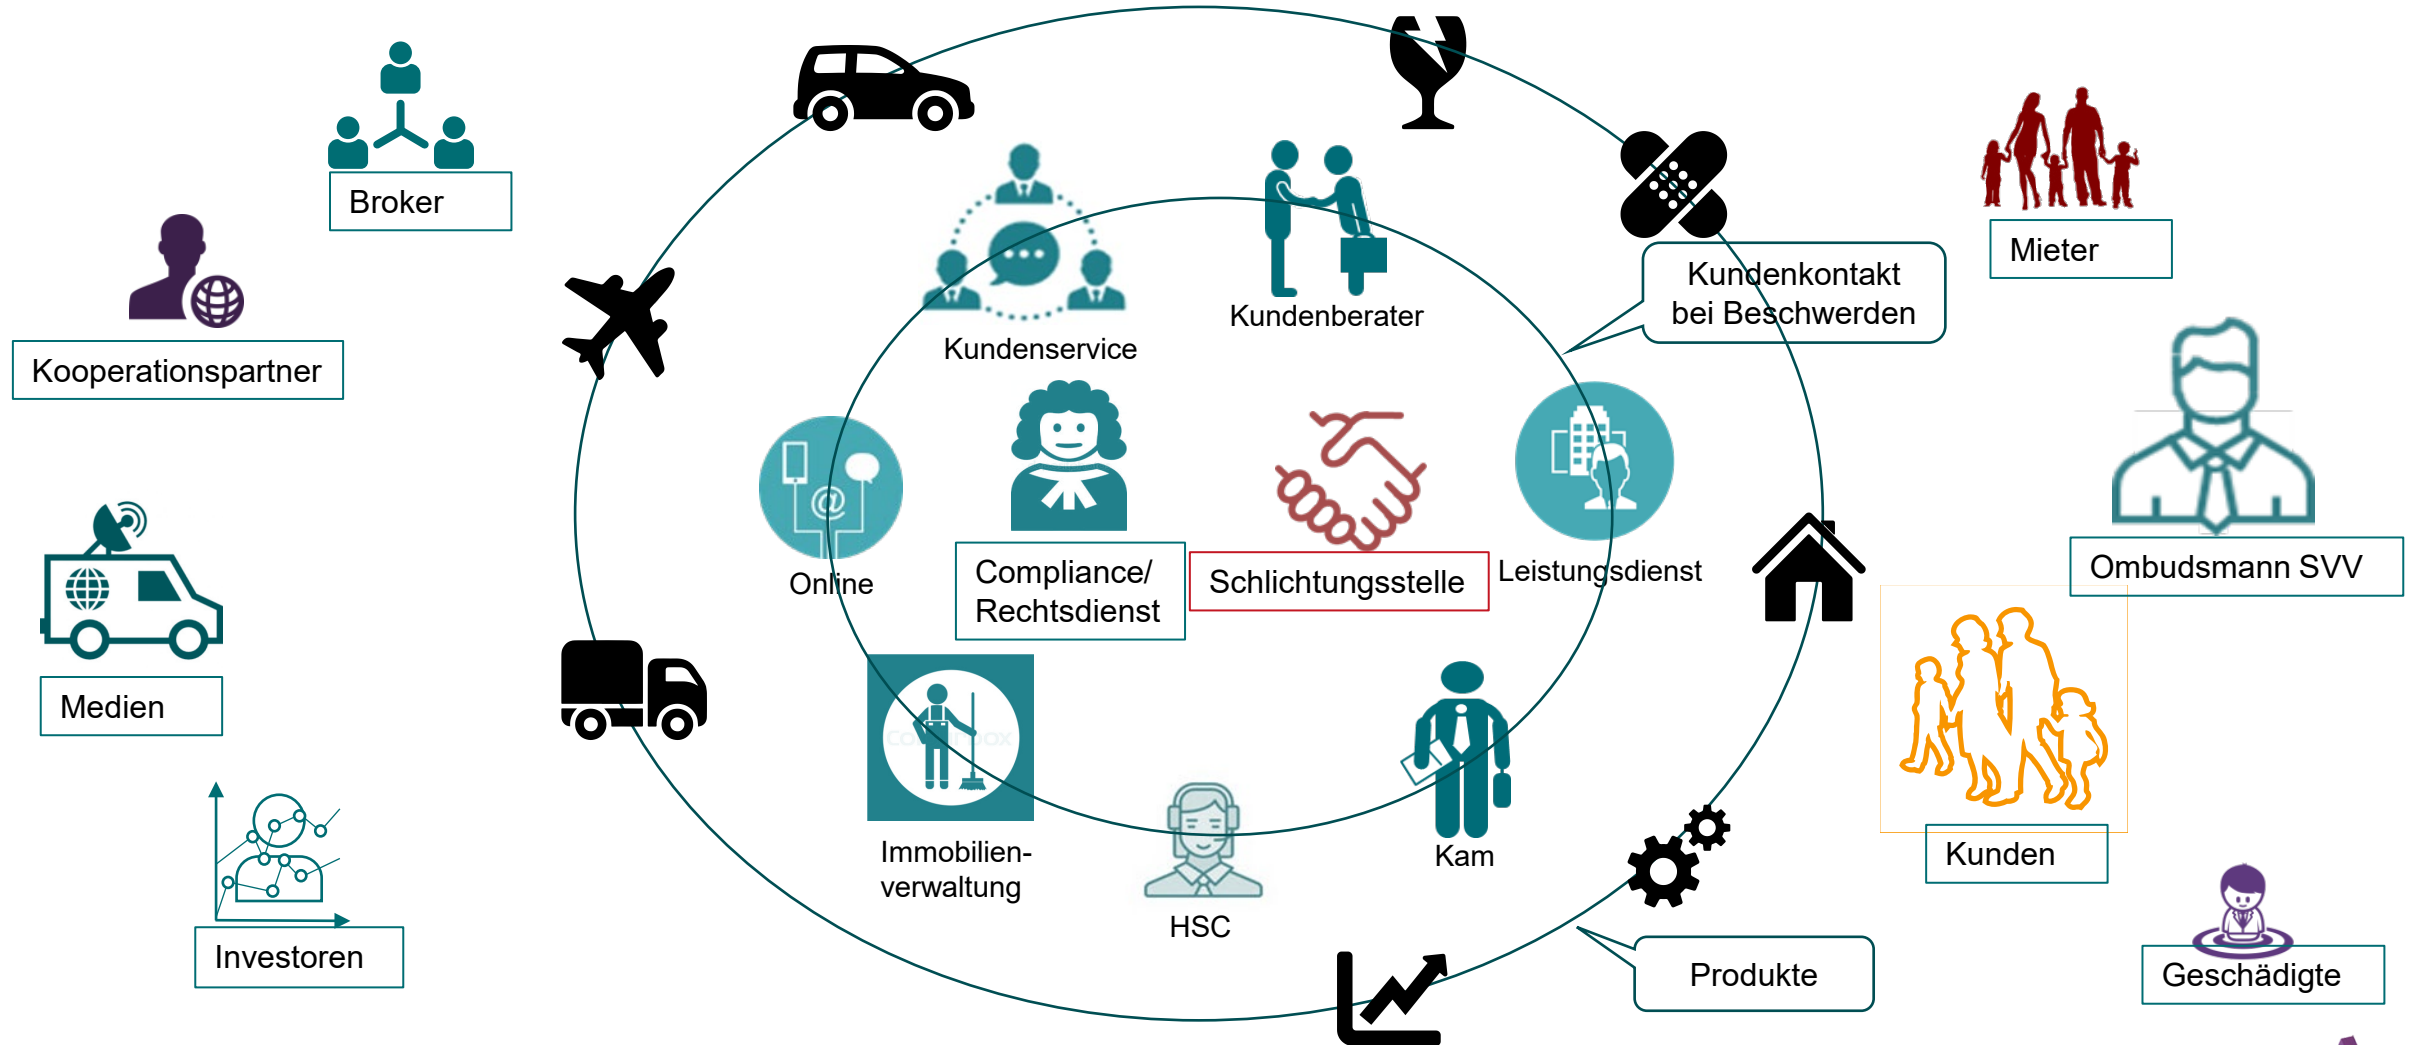 Broker
Kooperationspartner
Medien
Investoren
Kundenservice
Kundenberater
Kundenkontakt
bei Beschwerden
Mieter
Online
@
Compliance/
Rechtsdienst
Schlichtungsstelle
Leistungsdienst
Ombudsmann SVV
Immobilien-
verwaltung
HSC
Kam
Kunden
Produkte
Geschädigte